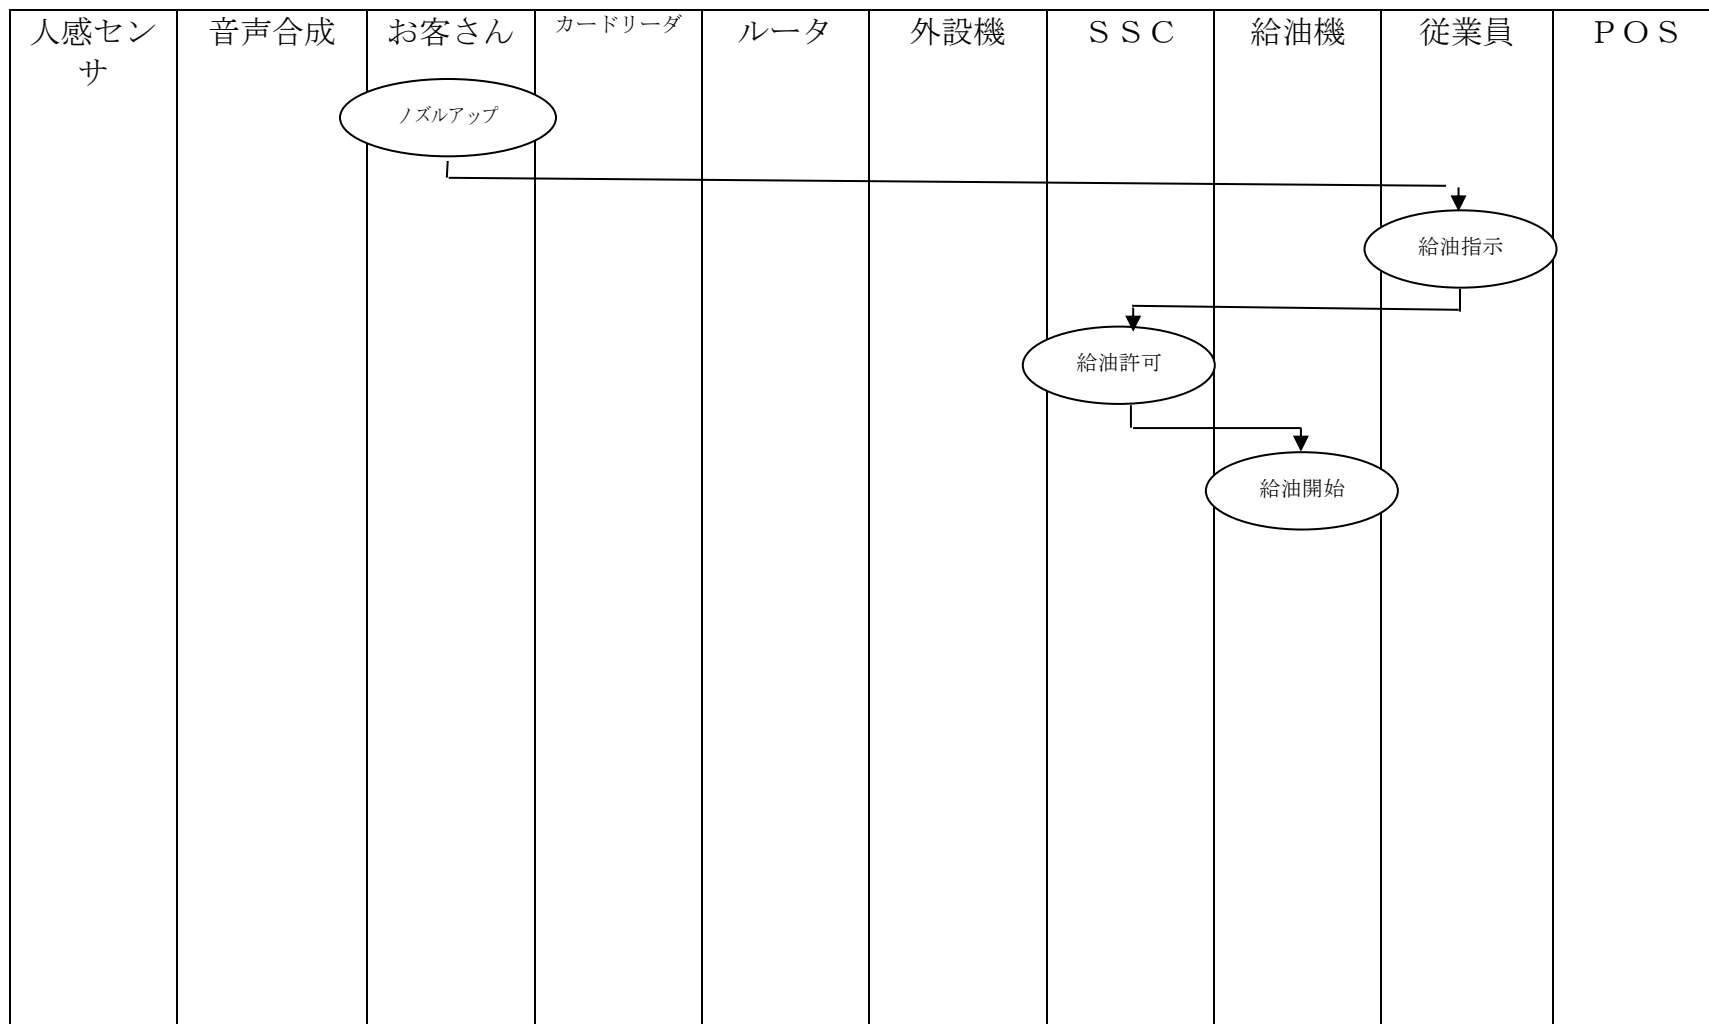 人感セン
サ
音声合成
お客さん
カードリーダ
ルータ
外設機
ＳＳＣ
給油機
従業員
ＰＯＳ
ノズルアップ
給油指示
給油許可
給油開始